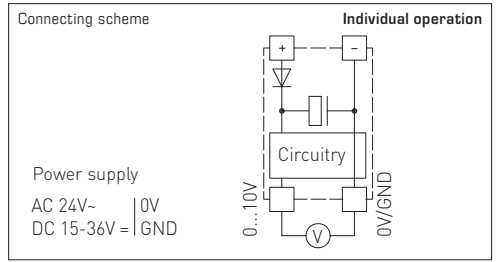 Connecting scheme
Individual operation
+
−
Circuitry
Power supply
AC 24V~ | 0V
DC 15-36V = | GND
0...10V
0V/GND
V